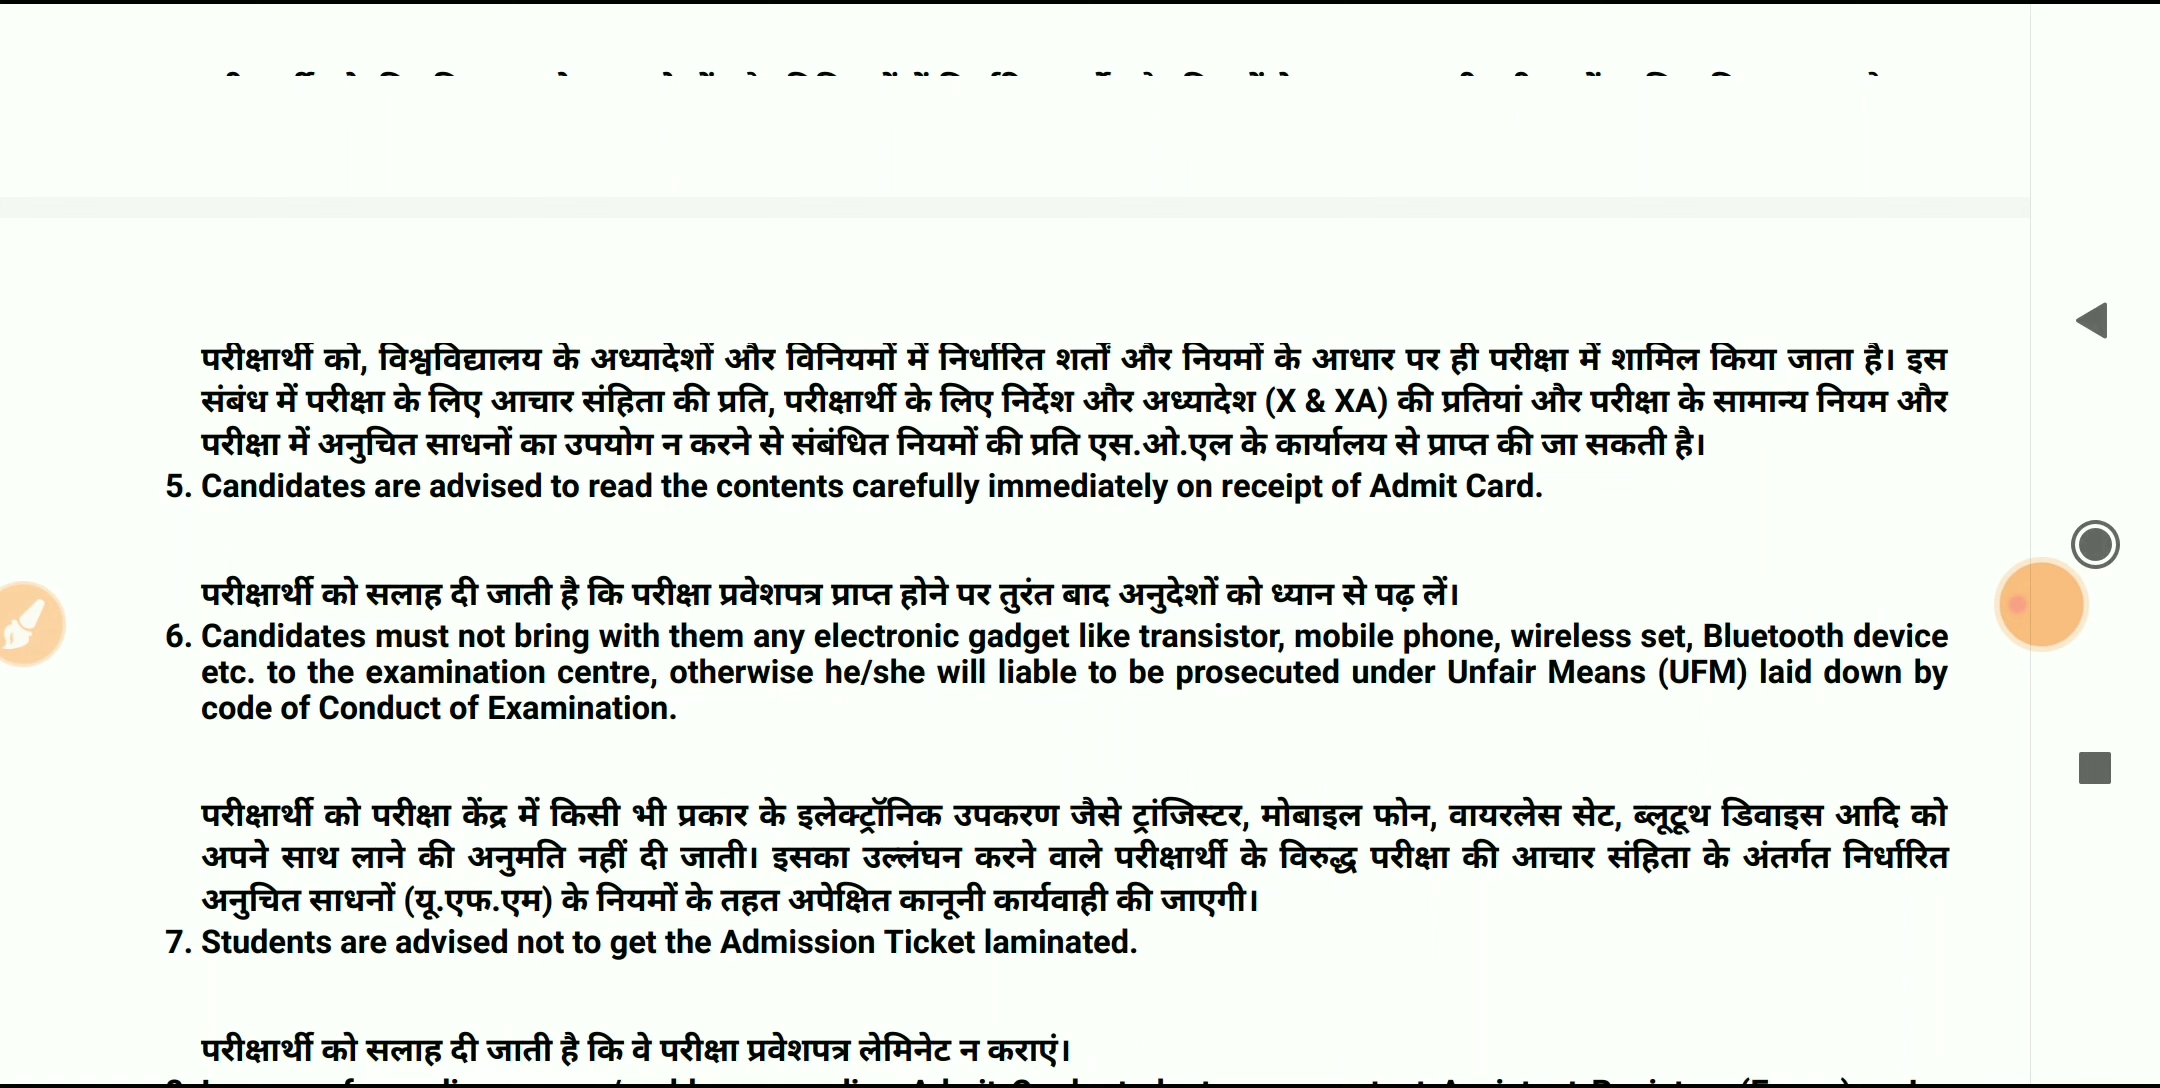 परीक्षार्थी को, विश्वविद्यालय के अध्यादेशों और विनियमों में निर्धारित शर्तों और नियमों के आधार पर ही परीक्षा में शामिल किया जाता है। इस
संबंध में परीक्षा के लिए आचार संहिता की प्रति, परीक्षार्थी के लिए निर्देश और अध्यादेश (X & XA) की प्रतियां और परीक्षा के सामान्य नियम और
परीक्षा में अनुचित साधनों का उपयोग न करने से संबंधित नियमों की प्रति एस.ओ.एल के कार्यालय से प्राप्त की जा सकती है।
5. Candidates are advised to read the contents carefully immediately on receipt of Admit Card.
परीक्षार्थी को सलाह दी जाती है कि परीक्षा प्रवेशपत्र प्राप्त होने पर तुरंत बाद अनुदेशों को ध्यान से पढ़ लें।
6. Candidates must not bring with them any electronic gadget like transistor, mobile phone, wireless set, Bluetooth device
etc. to the examination centre, otherwise he/she will liable to be prosecuted under Unfair Means (UFM) laid down by
code of Conduct of Examination.
परीक्षार्थी को परीक्षा केंद्र में किसी भी प्रकार के इलेक्ट्रॉनिक उपकरण जैसे ट्रांजिस्टर, मोबाइल फोन, वायरलेस सेट, ब्लूटूथ डिवाइस आदि को
अपने साथ लाने की अनुमति नहीं दी जाती। इसका उल्लंघन करने वाले परीक्षार्थी के विरुद्ध परीक्षा की आचार संहिता के अंतर्गत निर्धारित
अनुचित साधनों (यू.एफ.एम) के नियमों के तहत अपेक्षित कानूनी कार्यवाही की जाएगी।
7. Students are advised not to get the Admission Ticket laminated.
परीक्षार्थी को सलाह दी जाती है कि वे परीक्षा प्रवेशपत्र लेमिनेट न कराएं।